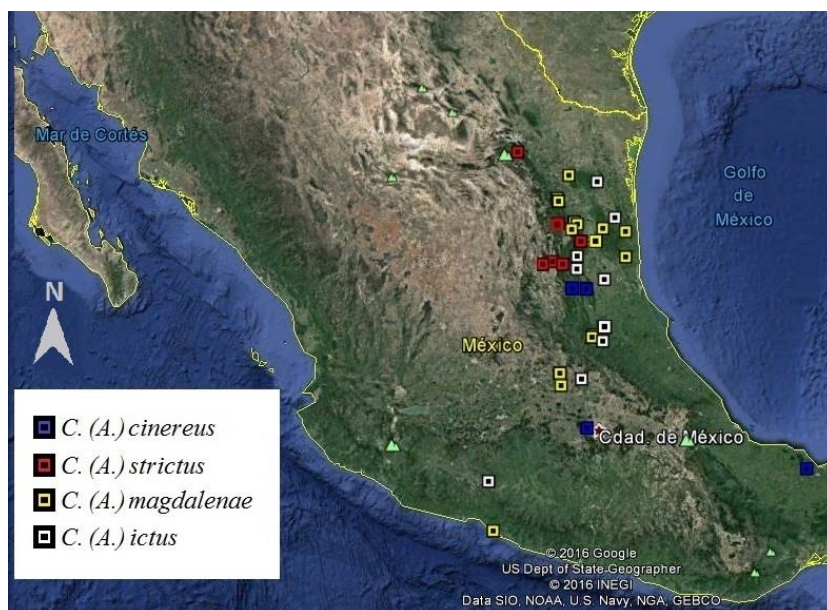 Mar de Cortés
Golfo
de
México
N
México
C. (A.) cinereus
C. (A.) strictus
C. (A.) magdalenae
C. (A.) ictus
Cdad. de México
© 2016 Google
US Dept of State Geographer
© 2016 INEGI
Data SIO, NOAA, U.S. Navy, NGA, GEBCO